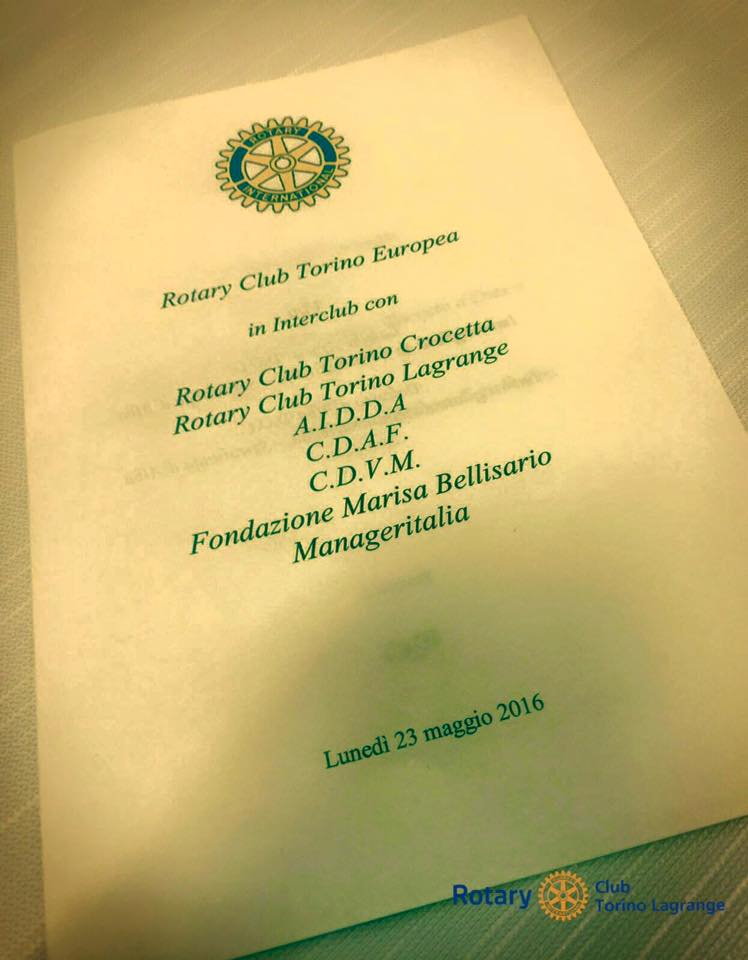 ROTARY
INTERNATIONAL
Rotary Club Torino Europea
in Interclub con
Rotary Club Torino Crocetta
Rotary Club Torino Lagrange
A.I.D.D.A
C.D.A.F.
C.D.V.M.
Fondazione Marisa Bellisario
Manageritalia
Lunedì 23 maggio 2016
Rotary
Club
Torino Lagrange